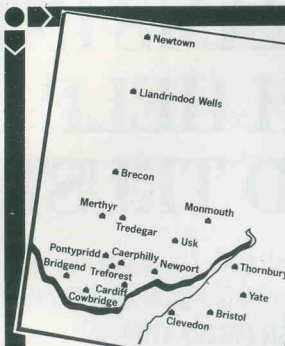 Newtown
Llandrindod Wells
Brecon
Merthyr
Tredegar
Monmouth
Usk
Pontypridd
Caerphilly
Treforest
Newport
Thornbury
Bridgend
Cardiff
Cowbridge
Yate
Clevedon
Bristol